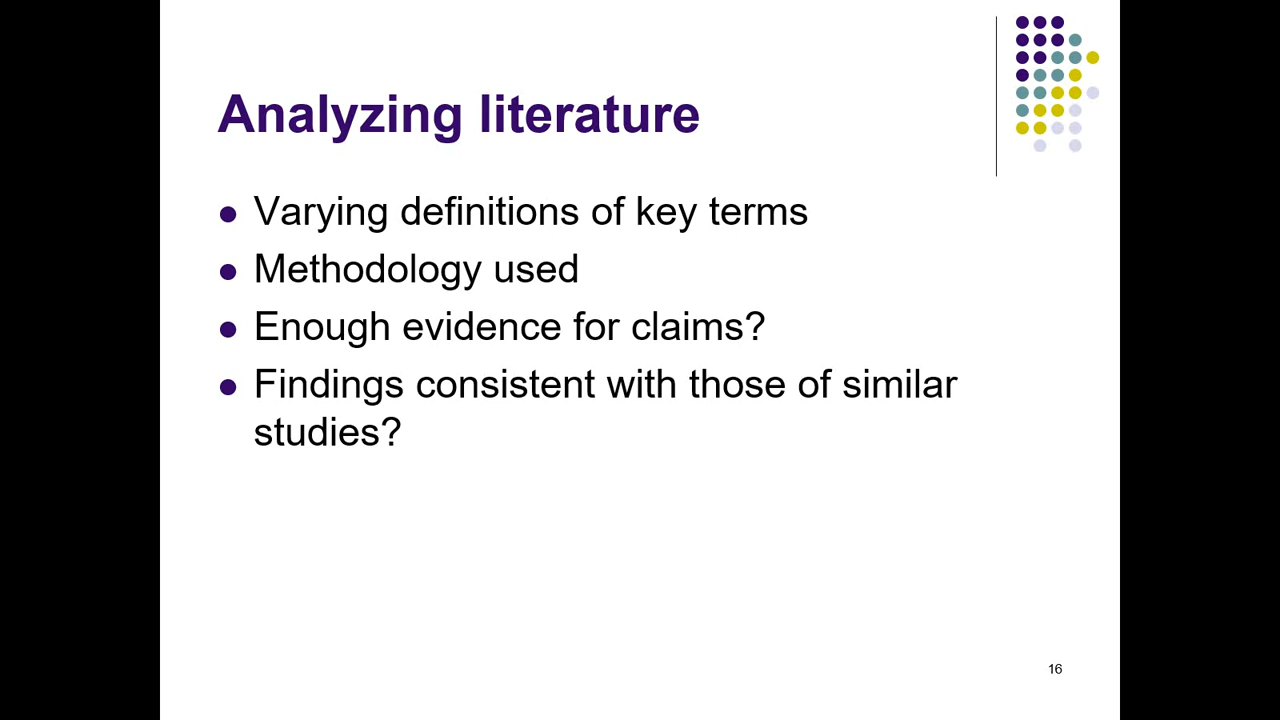 Analyzing literature
● Varying definitions of key terms
● Methodology used
● Enough evidence for claims?
● Findings consistent with those of similar
studies?
16